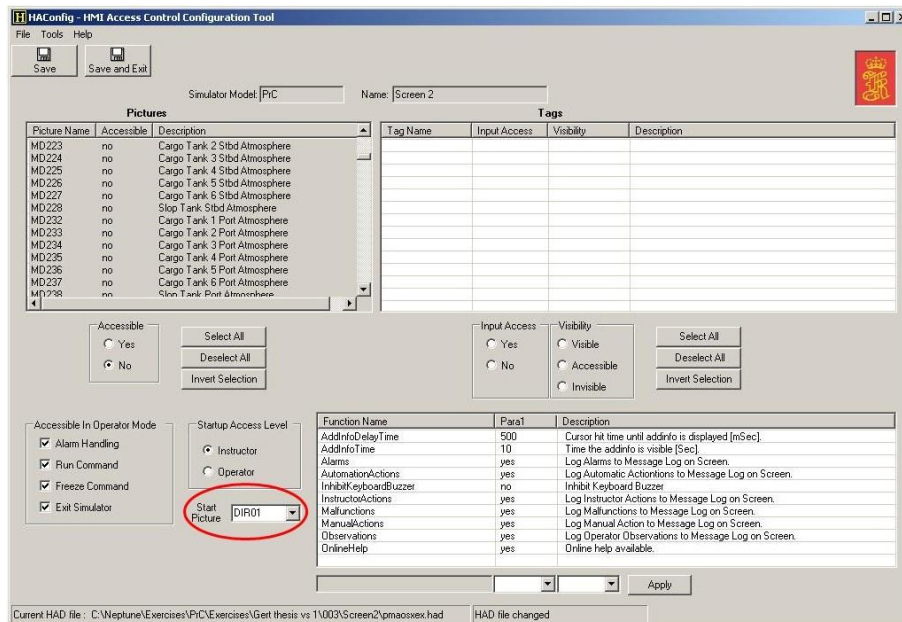 HAConfig - HMI Access Control Configuration Tool
File Tools Help
Save
Save and Exit
Simulator Model: PrC
Name: Screen 2
Pictures
Picture Name Accessible Description
MD223 no Cargo Tank 2 Stbd Atmosphere
MD224 no Cargo Tank 3 Stbd Atmosphere
MD225 no Cargo Tank 4 Stbd Atmosphere
MD226 no Cargo Tank 5 Stbd Atmosphere
MD227 no Cargo Tank 6 Stbd Atmosphere
MD228 no Slop Tank Stbd Atmosphere
MD232 no Cargo Tank 1 Port Atmosphere
MD233 no Cargo Tank 2 Port Atmosphere
MD234 no Cargo Tank 3 Port Atmosphere
MD235 no Cargo Tank 4 Port Atmosphere
MD236 no Cargo Tank 5 Port Atmosphere
MD237 no Cargo Tank 6 Port Atmosphere
MD238 no Slop Tank Port Atmosphere
Tags
Tag Name Input Access Visibility Description
Accessible
Yes
No
Select All
Deselect All
Invert Selection
Input Access
Yes
No
Visibility
Visible
Accessible
Invisible
Select All
Deselect All
Invert Selection
Accessible In Operator Mode
Alarm Handling
Run Command
Freeze Command
Exit Simulator
Startup Access Level
Instructor
Operator
Start Picture DIR01
Function Name Para1 Description
AddInfoDelayTime 500 Cursor hit time until addinfo is displayed [mSec].
AddInfoTime 10 Time the addinfo is visible [Sec].
Alarms yes Log Alarms to Message Log on Screen.
AutomationActions yes Log Automatic Actiontions to Message Log on Screen.
InhibitKeyboardBuzzer no Inhibit Keyboard Buzzer
InstructorActions yes Log Instructor Actions to Message Log on Screen.
Malfunctions yes Log Malfunctions to Message Log on Screen.
ManualActions yes Log Manual Action to Message Log on Screen.
Observations yes Log Operator Observations to Message Log on Screen.
OnlineHelp yes Online help available.
Apply
Current HAD file : C:\Neptune\Exercises\PrC\Exercises\Gert thesis vs 1\003\Screen2\pmaosxex.had
HAD file changed